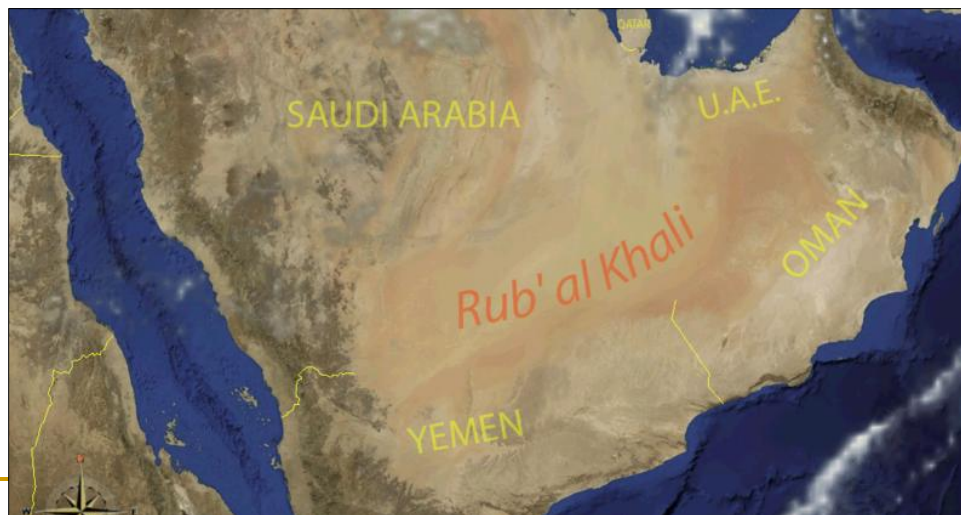 QATAR
SAUDI ARABIA
U.A.E.
Rub' al Khali
OMAN
YEMEN